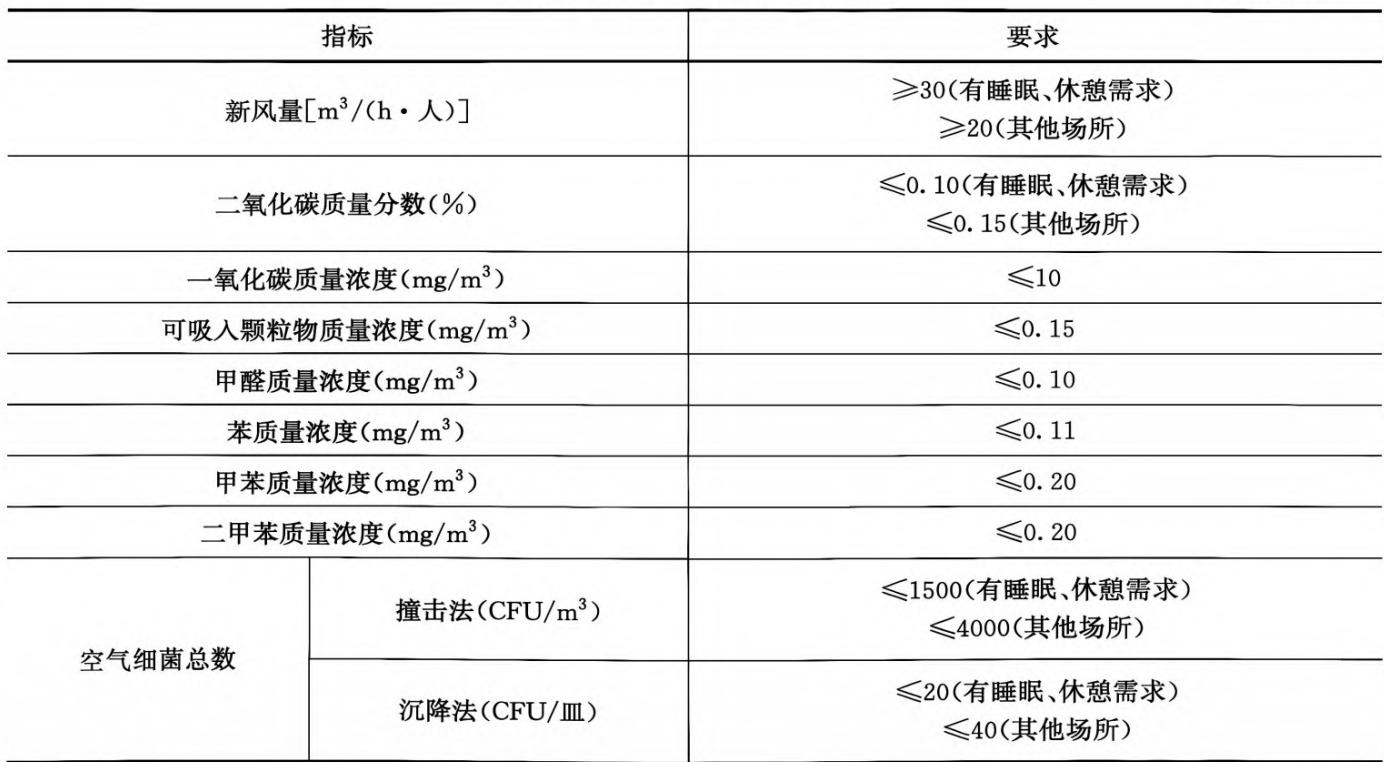 指标 要求
新风量[m³/(h·人)] ≥30(有睡眠、休憩需求)
≥20(其他场所)
二氧化碳质量分数(%) ≤0.10(有睡眠、休憩需求)
≤0.15(其他场所)
一氧化碳质量浓度(mg/m³) ≤10
可吸入颗粒物质量浓度(mg/m³) ≤0.15
甲醛质量浓度(mg/m³) ≤0.10
苯质量浓度(mg/m³) ≤0.11
甲苯质量浓度(mg/m³) ≤0.20
二甲苯质量浓度(mg/m³) ≤0.20
空气细菌总数 撞击法(CFU/m³) ≤1500(有睡眠、休憩需求)
≤4000(其他场所)
沉降法(CFU/皿) ≤20(有睡眠、休憩需求)
≤40(其他场所)